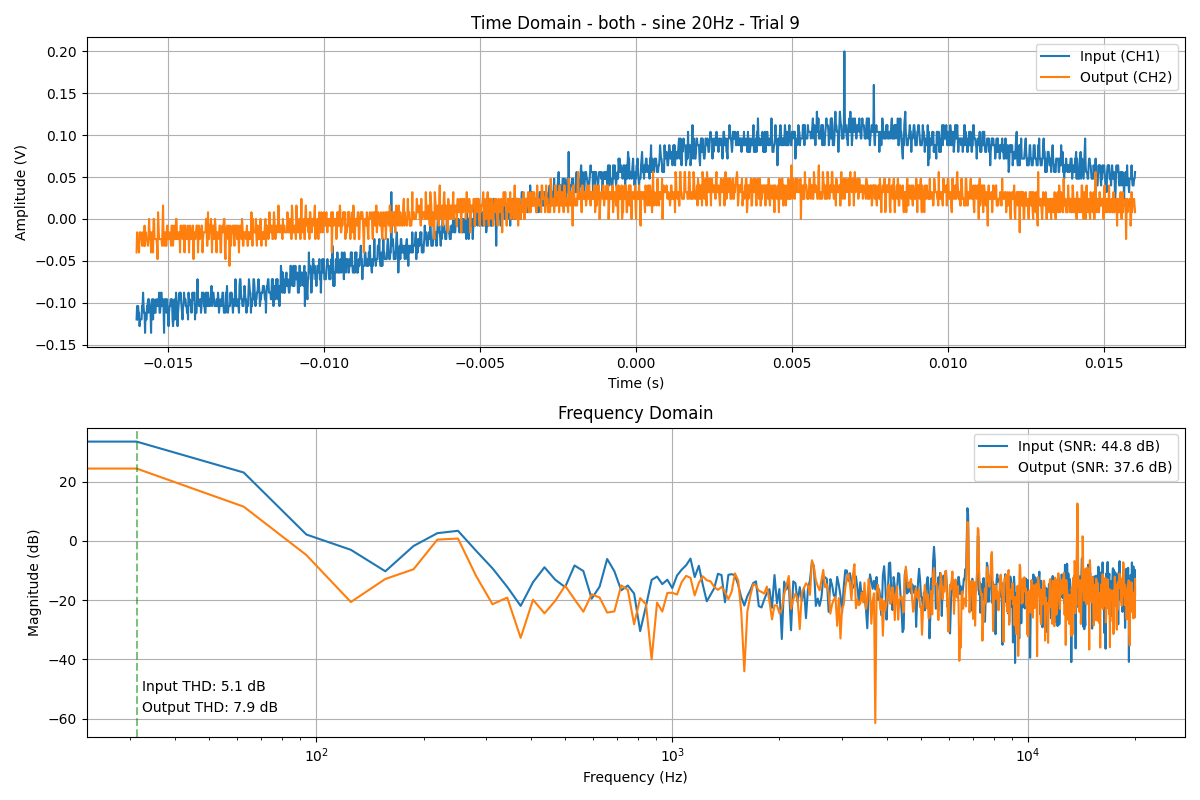 Time Domain - both - sine 20Hz - Trial 9
0.20
0.15
0.10
0.05
0.00
−0.05
−0.10
−0.15
Amplitude (V)
Input (CH1)
Output (CH2)
−0.015
−0.010
−0.005
0.000
0.005
0.010
0.015
Time (s)
Frequency Domain
20
0
−20
−40
−60
Magnitude (dB)
Input (SNR: 44.8 dB)
Output (SNR: 37.6 dB)
Input THD: 5.1 dB
Output THD: 7.9 dB
10²
10³
10⁴
Frequency (Hz)